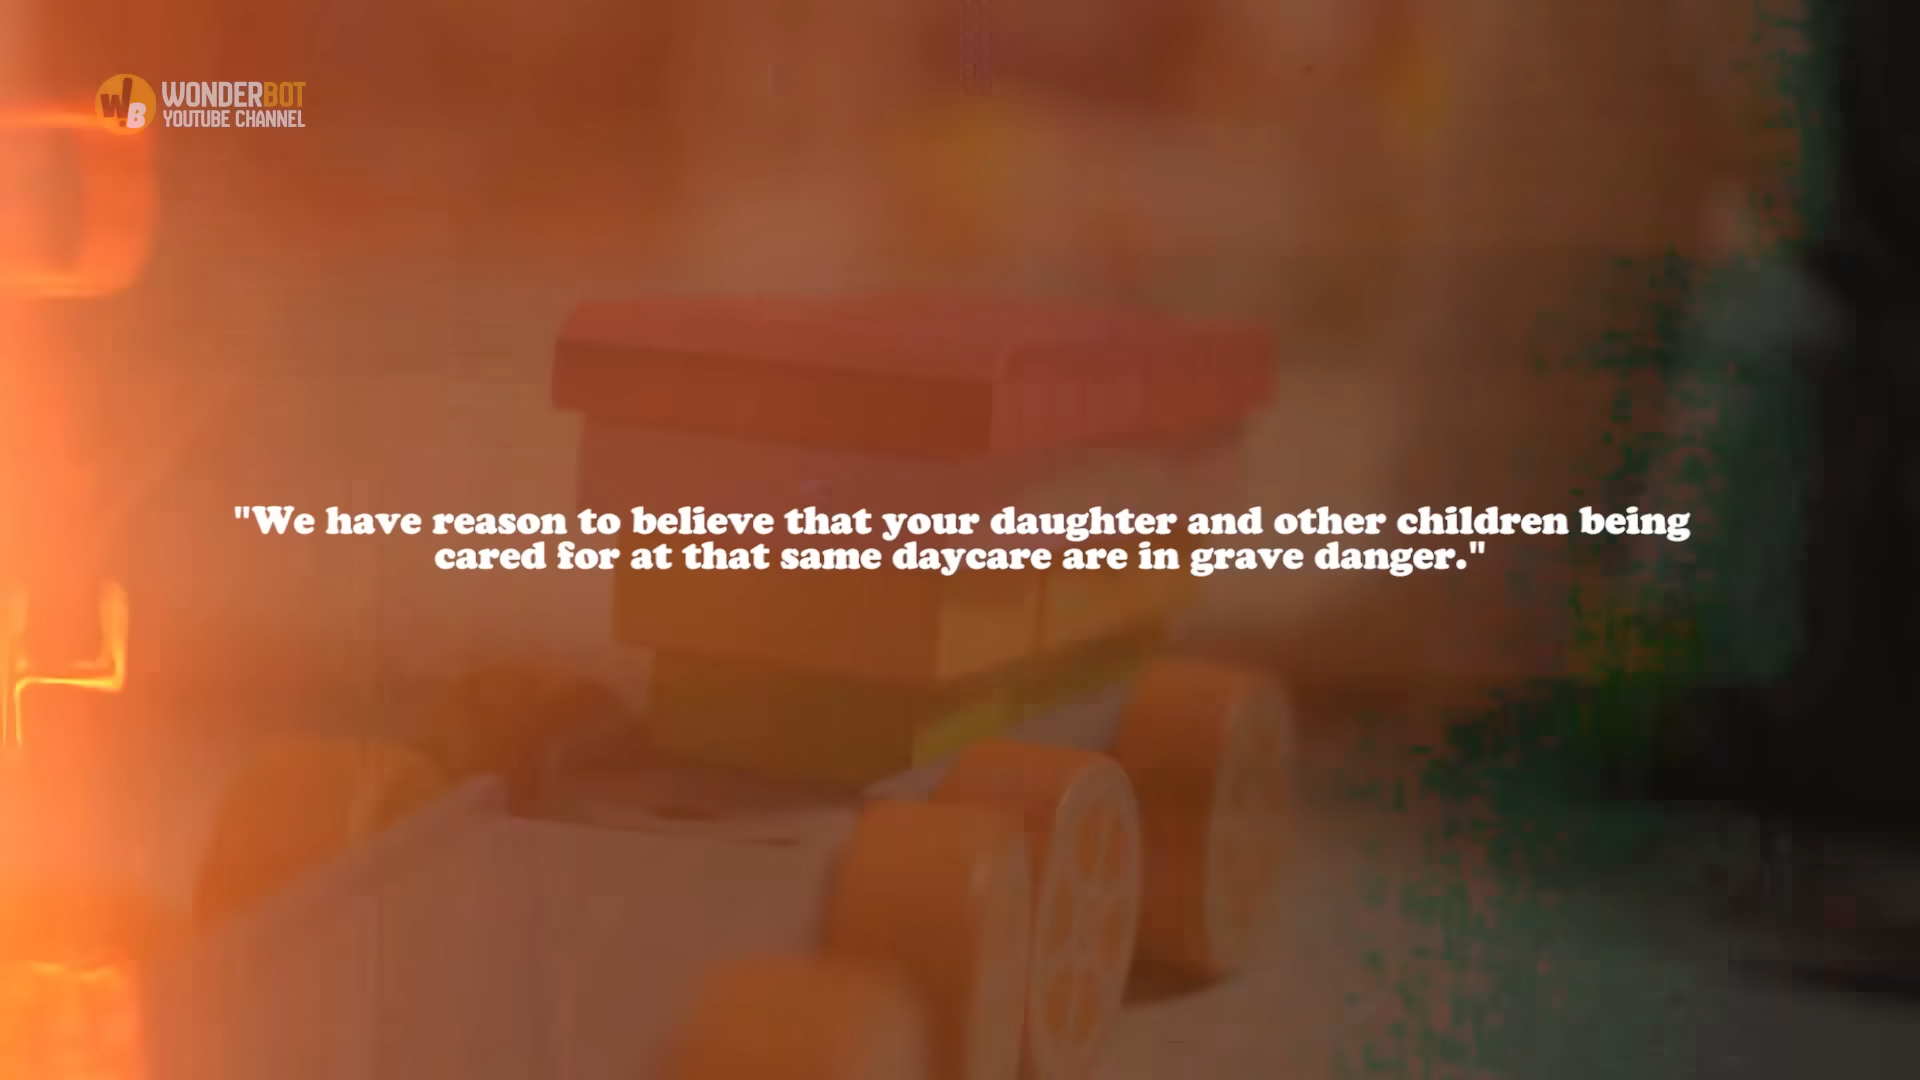 WONDERBOT
YOUTUBE CHANNEL
"We have reason to believe that your daughter and other children being
cared for at that same daycare are in grave danger."